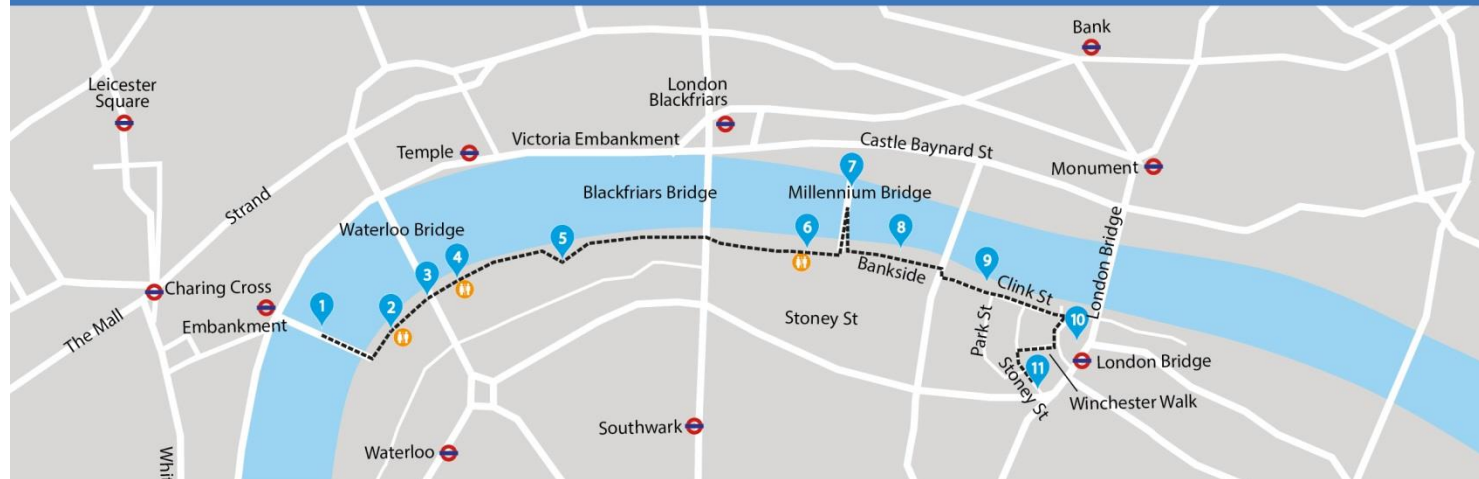 Bank
Leicester
Square
London
Blackfriars
Temple
Victoria Embankment
Castle Baynard St
Monument
7
Strand
Blackfriars Bridge
Millennium Bridge
Waterloo Bridge
6
8
5
4
London Bridge
3
9
Bankside
Clink St
Charing Cross
1
2
Embankment
The Mall
Stoney St
Park St
10
London Bridge
11
Stoney St
Winchester Walk
Southwark
Waterloo
Whit